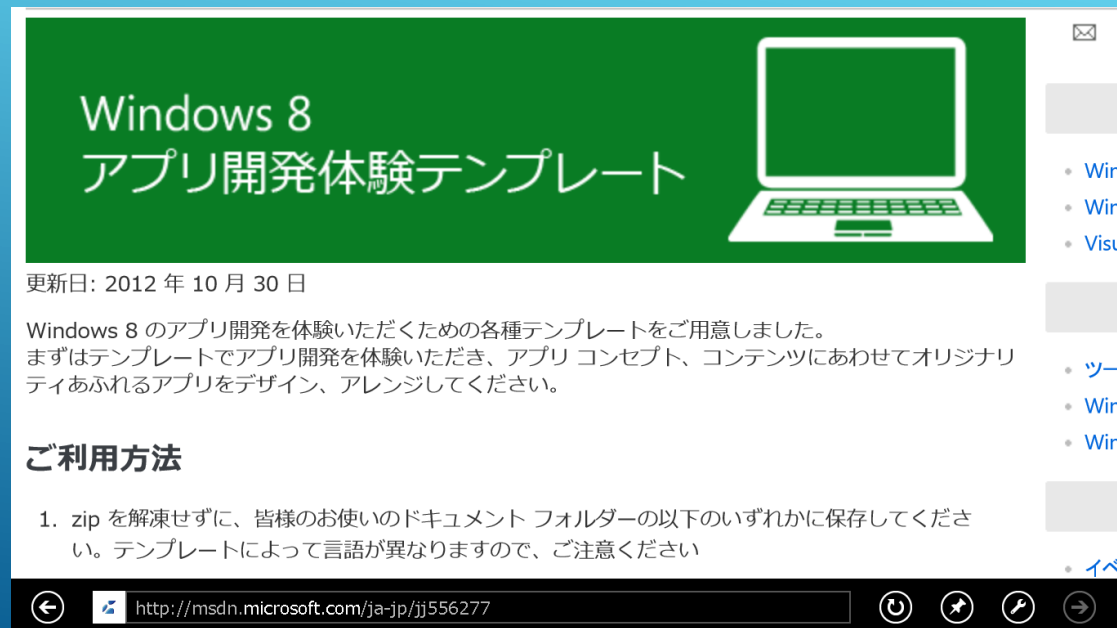 Windows 8
アプリ開発体験テンプレート
更新日: 2012 年 10 月 30 日
Windows 8 のアプリ開発を体験いただくための各種テンプレートをご用意しました。
まずはテンプレートでアプリ開発を体験いただき、アプリ コンセプト、コンテンツにあわせてオリジナリ
ティあふれるアプリをデザイン、アレンジしてください。
ご利用方法
1. zip を解凍せずに、皆様のお使いのドキュメント フォルダーの以下のいずれかに保存してくださ
い。テンプレートによって言語が異なりますので、ご注意ください
http://msdn.microsoft.com/ja-jp/jj556277